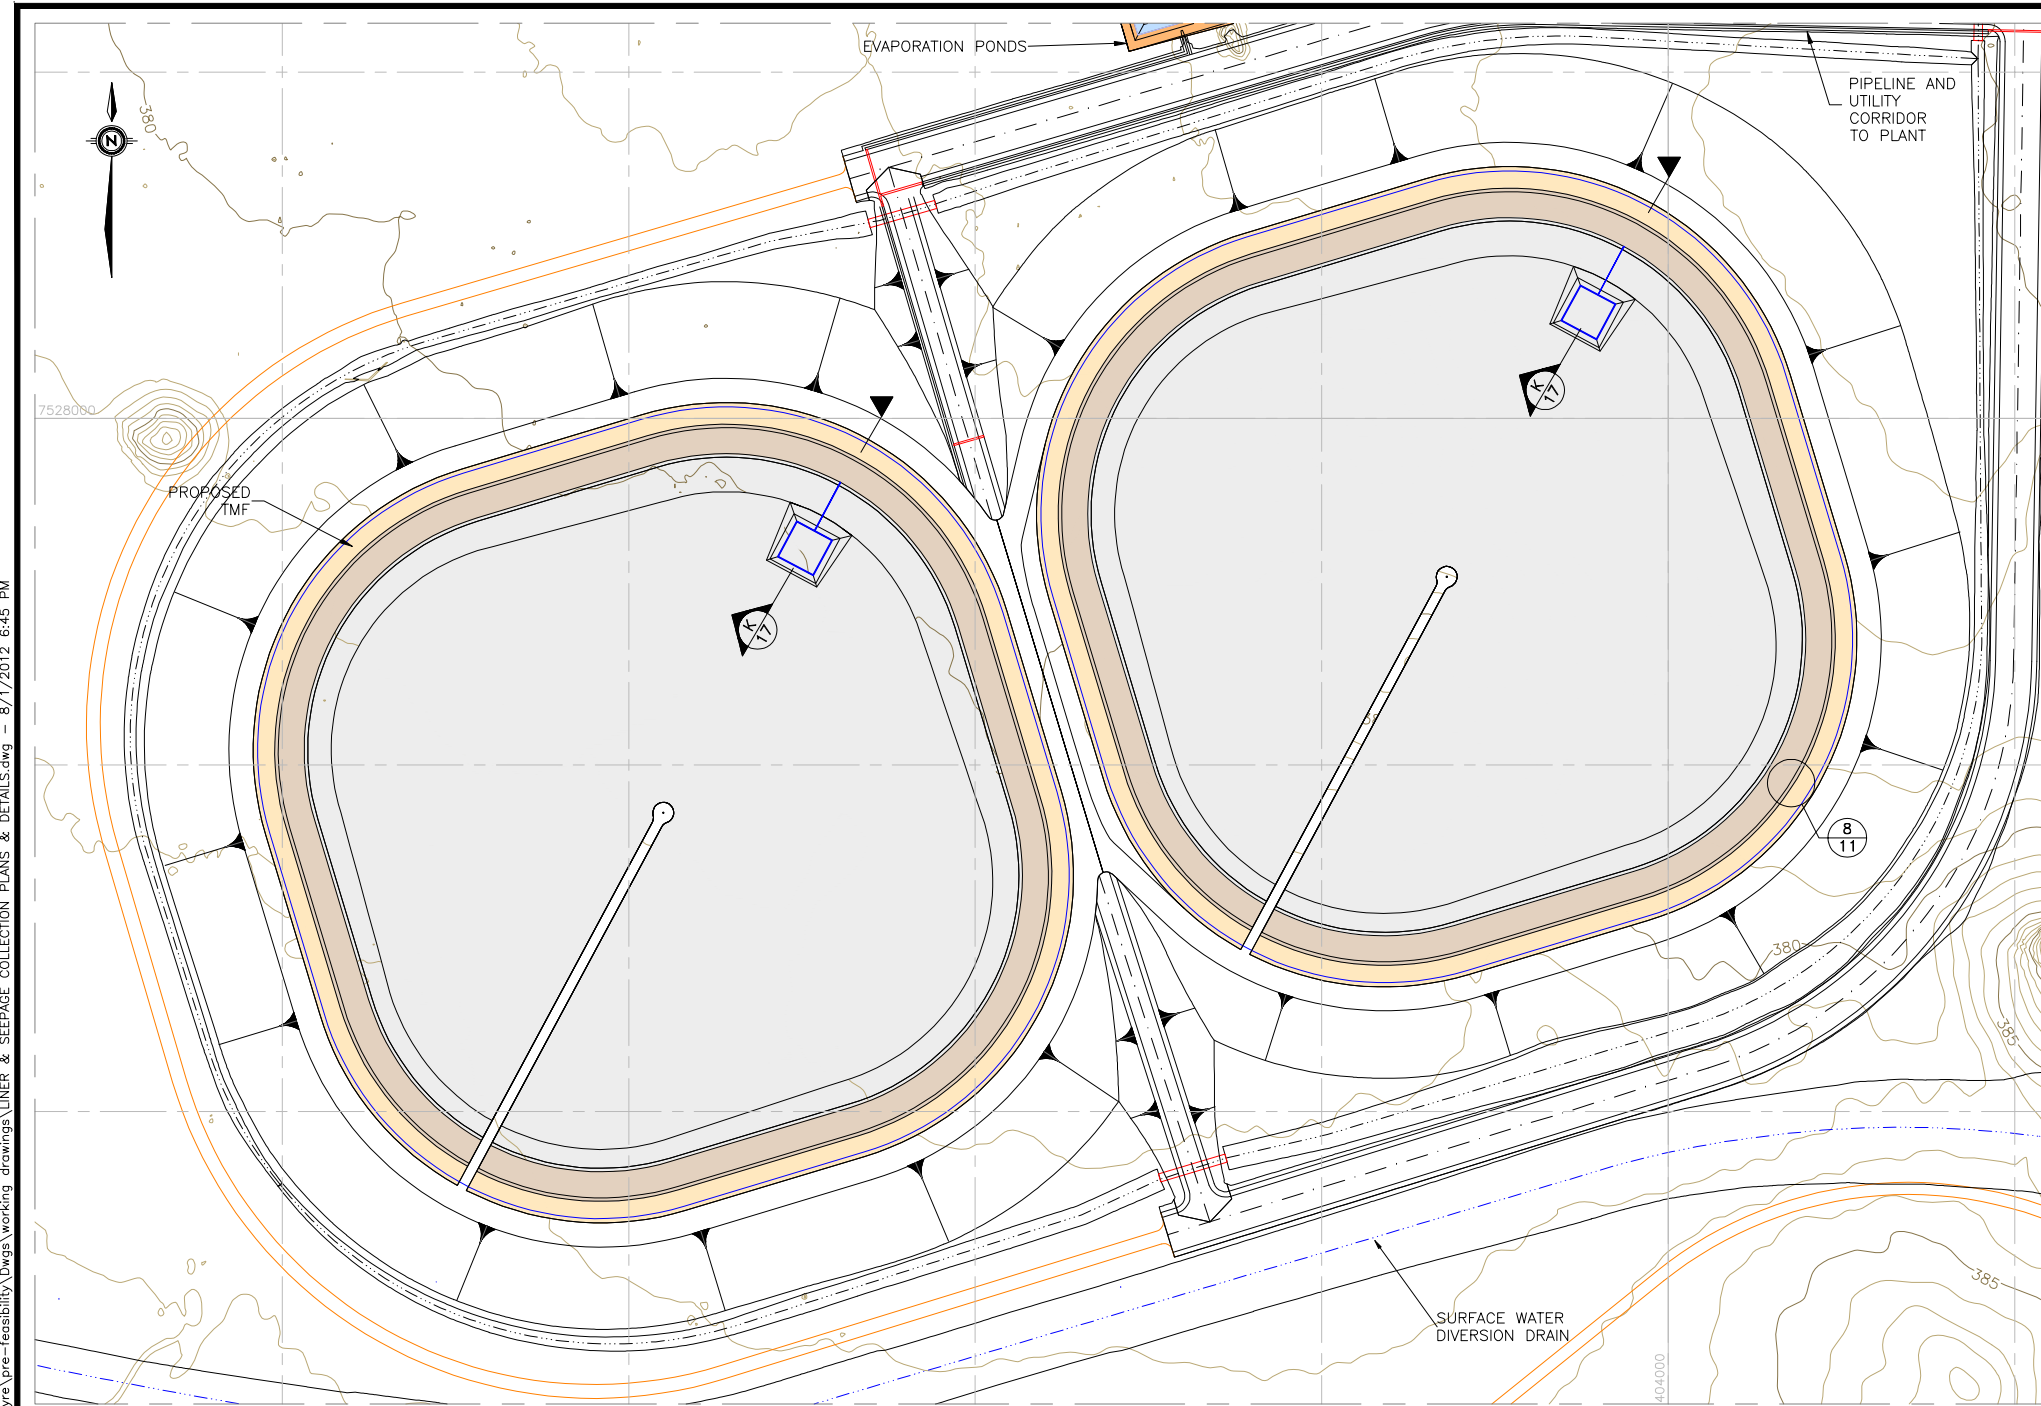 EVAPORATION PONDS
PIPELINE AND
UTILITY
CORRIDOR
TO PLANT
380
N
7528000
PROPOSED
TMF
K
17
K
17
8
11
380
385
385
SURFACE WATER
DIVERSION DRAIN
404000
yre\pre-feasibility\Dwgs\working drawings\LINER & SEEPAGE COLLECTION PLANS & DETAILS.dwg - 8/1/2012 6:45 PM